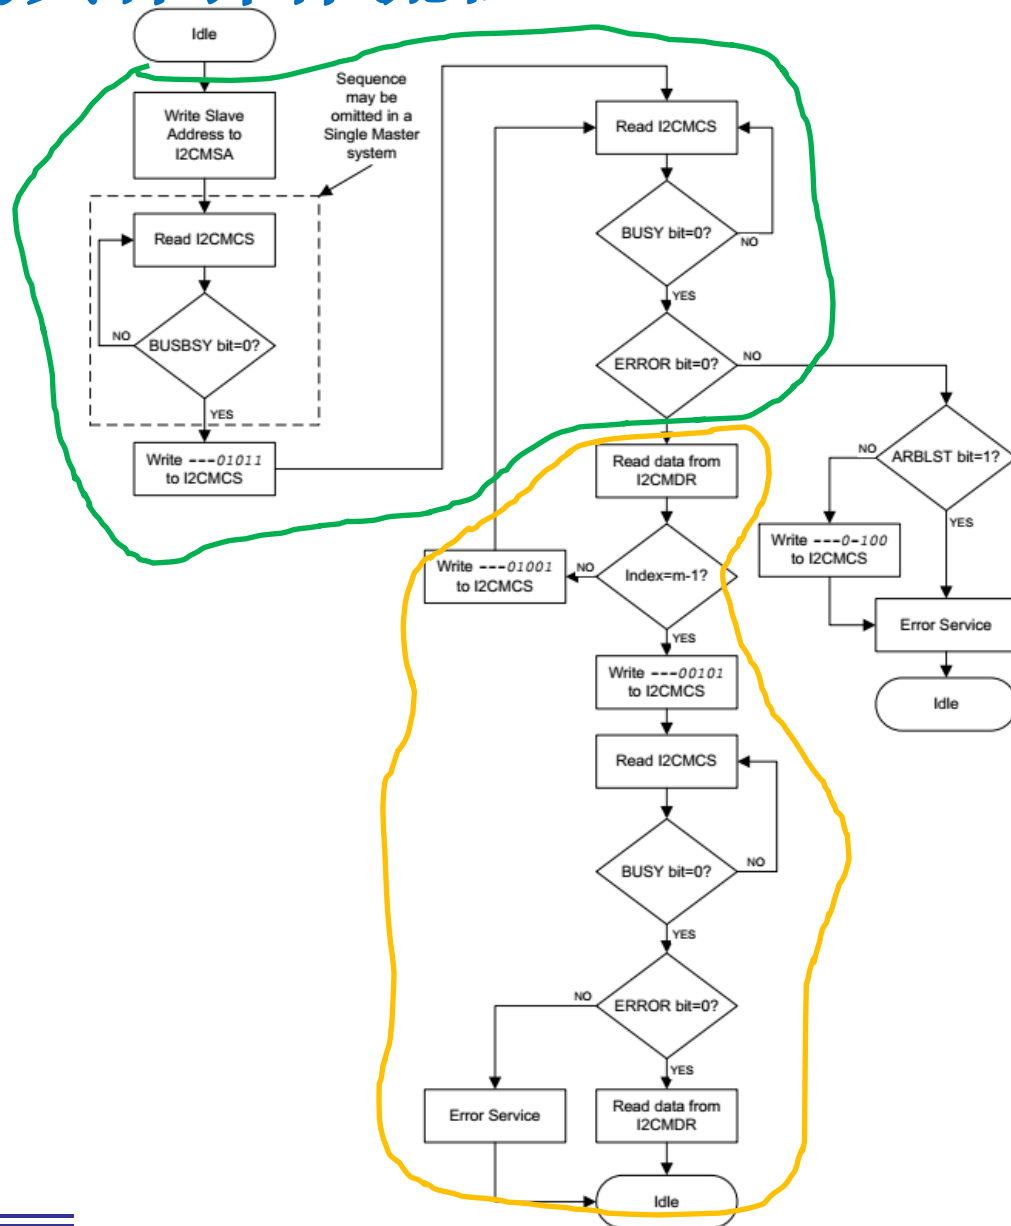 Idle
Write Slave
Address to
I2CMSA
Sequence
may be
omitted in a
Single Master
system
Read I2CMCS
BUSBSY bit=0?
NO
YES
Write ---01011
to I2CMCS
Read I2CMCS
BUSY bit=0?
NO
YES
ERROR bit=0?
NO
ARBLST bit=1?
NO
YES
Write ---0-100
to I2CMCS
Error Service
Idle
Read data from
I2CMDR
Index=m-1?
NO
Write ---01001
to I2CMCS
YES
Write ---00101
to I2CMCS
Read I2CMCS
BUSY bit=0?
NO
YES
ERROR bit=0?
NO
YES
Error Service
Read data from
I2CMDR
Idle